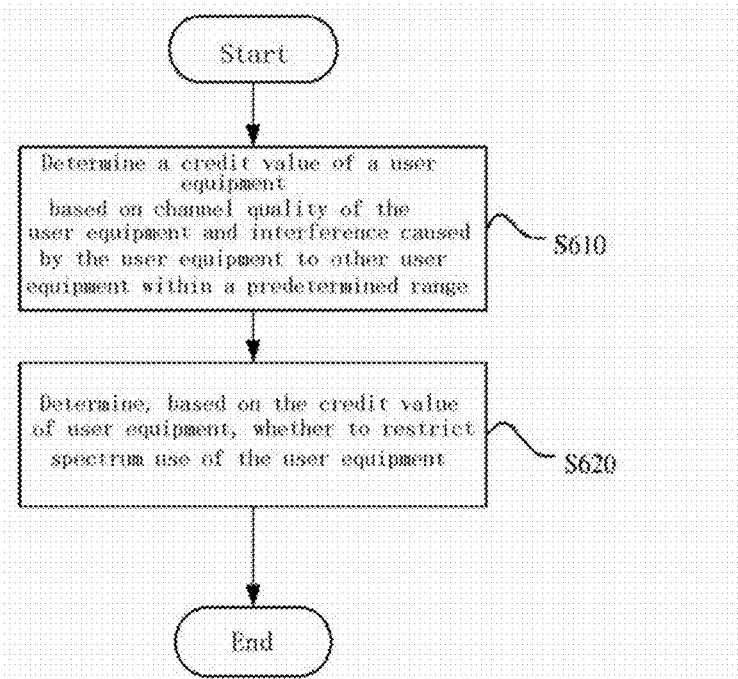 Start
Determine a credit value of a user
equipment
based on channel quality of the
user equipment and interference caused
by the user equipment to other user
equipment within a predetermined range
S610
Determine, based on the credit value
of user equipment, whether to restrict
spectrum use of the user equipment
S620
End